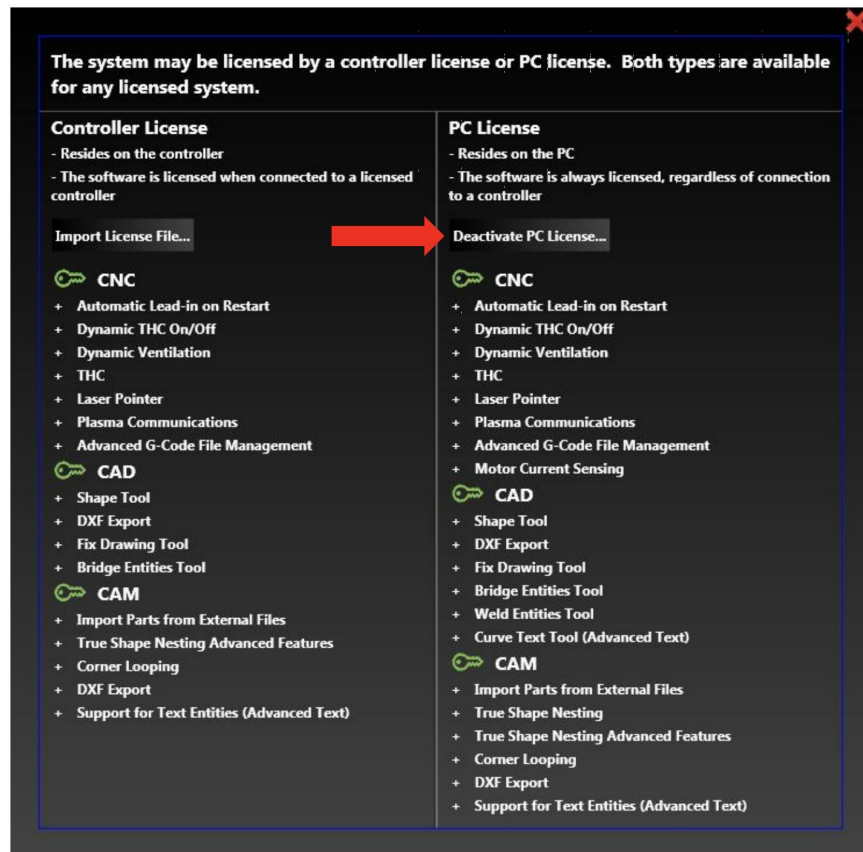 The system may be licensed by a controller license or PC license.  Both types are available
for any licensed system.
Controller License
- Resides on the controller
- The software is licensed when connected to a licensed
controller
Import License File...
CNC
+ Automatic Lead-in on Restart
+ Dynamic THC On/Off
+ Dynamic Ventilation
+ THC
+ Laser Pointer
+ Plasma Communications
+ Advanced G-Code File Management
CAD
+ Shape Tool
+ DXF Export
+ Fix Drawing Tool
+ Bridge Entities Tool
CAM
+ Import Parts from External Files
+ True Shape Nesting Advanced Features
+ Corner Looping
+ DXF Export
+ Support for Text Entities (Advanced Text)
PC License
- Resides on the PC
- The software is always licensed, regardless of connection
to a controller
Deactivate PC License...
CNC
+ Automatic Lead-in on Restart
+ Dynamic THC On/Off
+ Dynamic Ventilation
+ THC
+ Laser Pointer
+ Plasma Communications
+ Advanced G-Code File Management
+ Motor Current Sensing
CAD
+ Shape Tool
+ DXF Export
+ Fix Drawing Tool
+ Bridge Entities Tool
+ Weld Entities Tool
+ Curve Text Tool (Advanced Text)
CAM
+ Import Parts from External Files
+ True Shape Nesting
+ True Shape Nesting Advanced Features
+ Corner Looping
+ DXF Export
+ Support for Text Entities (Advanced Text)